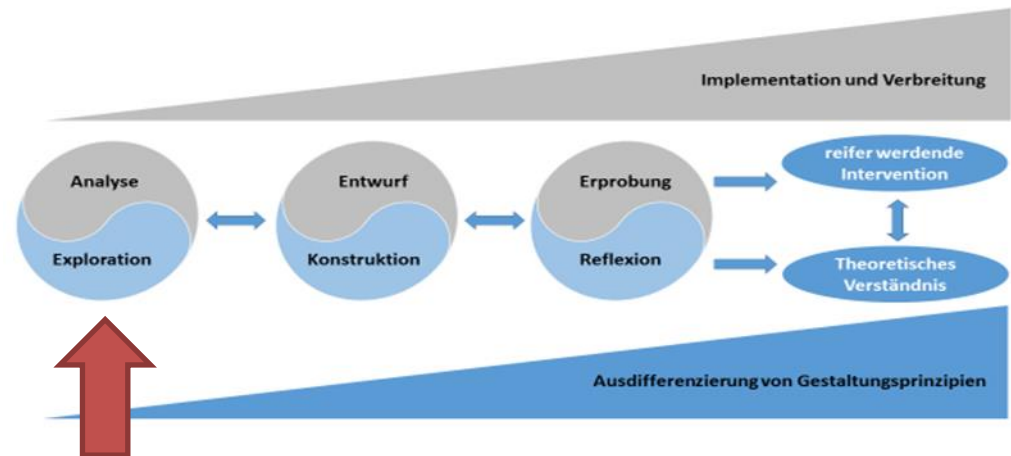 Implementation und Verbreitung
Analyse
Exploration
Entwurf
Konstruktion
Erprobung
Reflexion
reifer werdende
Intervention
Theoretisches
Verständnis
Ausdifferenzierung von Gestaltungsprinzipien